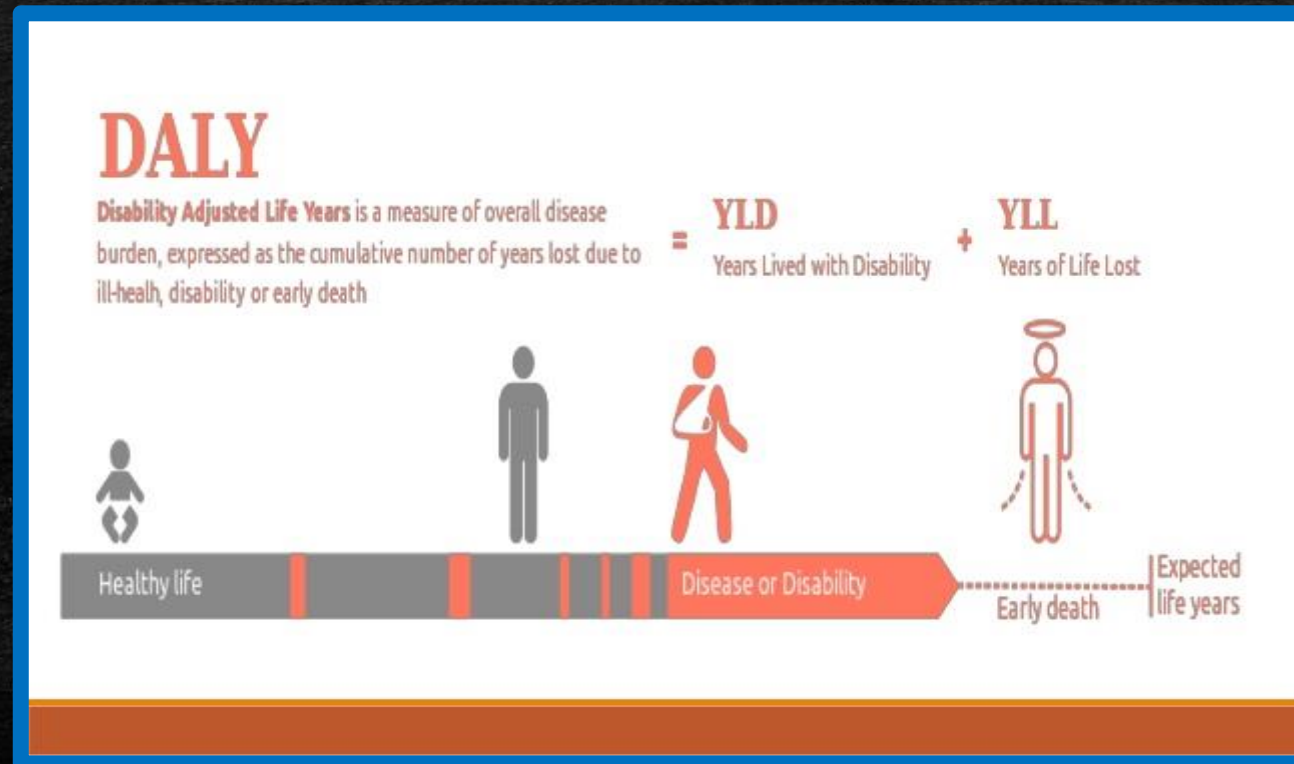 DALY
Disability Adjusted Life Years is a measure of overall disease
burden, expressed as the cumulative number of years lost due to
ill-healh, disability or early death
=
YLD
Years Lived with Disability
+
YLL
Years of Life Lost
Healthy life
Disease or Disability
Early death
Expected
life years